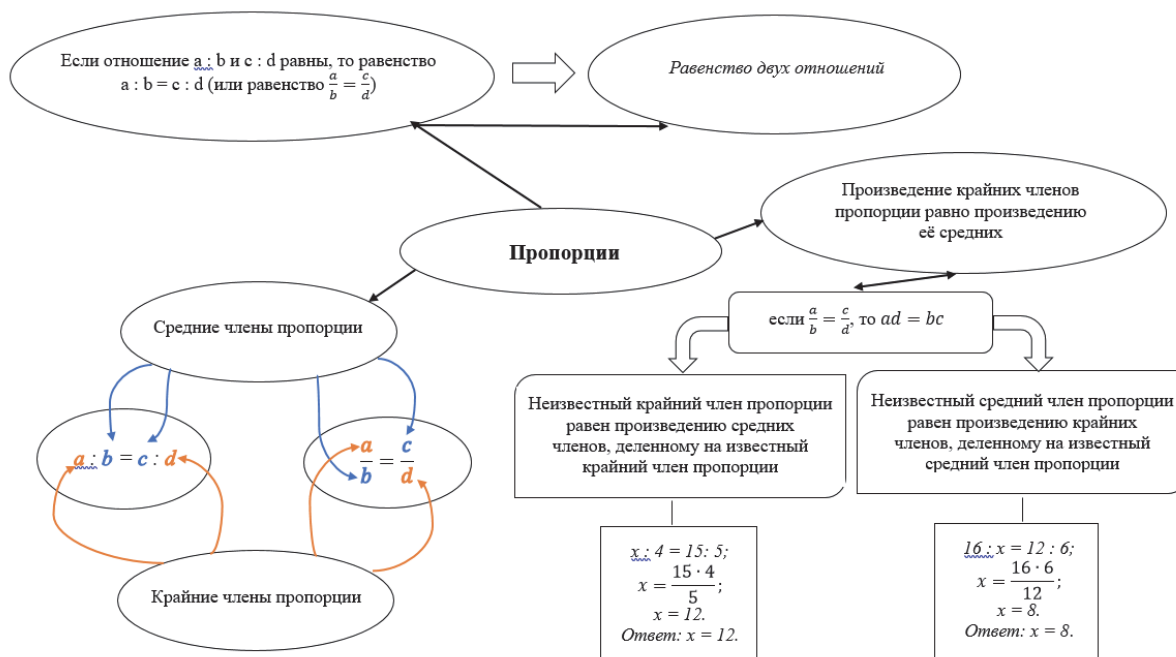 Если отношение a : b и c : d равны, то равенство
a : b = c : d (или равенство a/b = c/d)
Равенство двух отношений
Произведение крайних членов
пропорции равно произведению
её средних
Пропорции
Средние члены пропорции
если a/b = c/d, то ad = bc
a : b = c : d
a/b = c/d
Крайние члены пропорции
Неизвестный крайний член пропорции
равен произведению средних
членов, деленному на известный
крайний член пропорции
Неизвестный средний член пропорции
равен произведению крайних
членов, деленному на известный
средний член пропорции
x : 4 = 15: 5;
x = 15 · 4 / 5;
x = 12.
Ответ: x = 12.
16 : x = 12 : 6;
x = 16 · 6 / 12;
x = 8.
Ответ: x = 8.